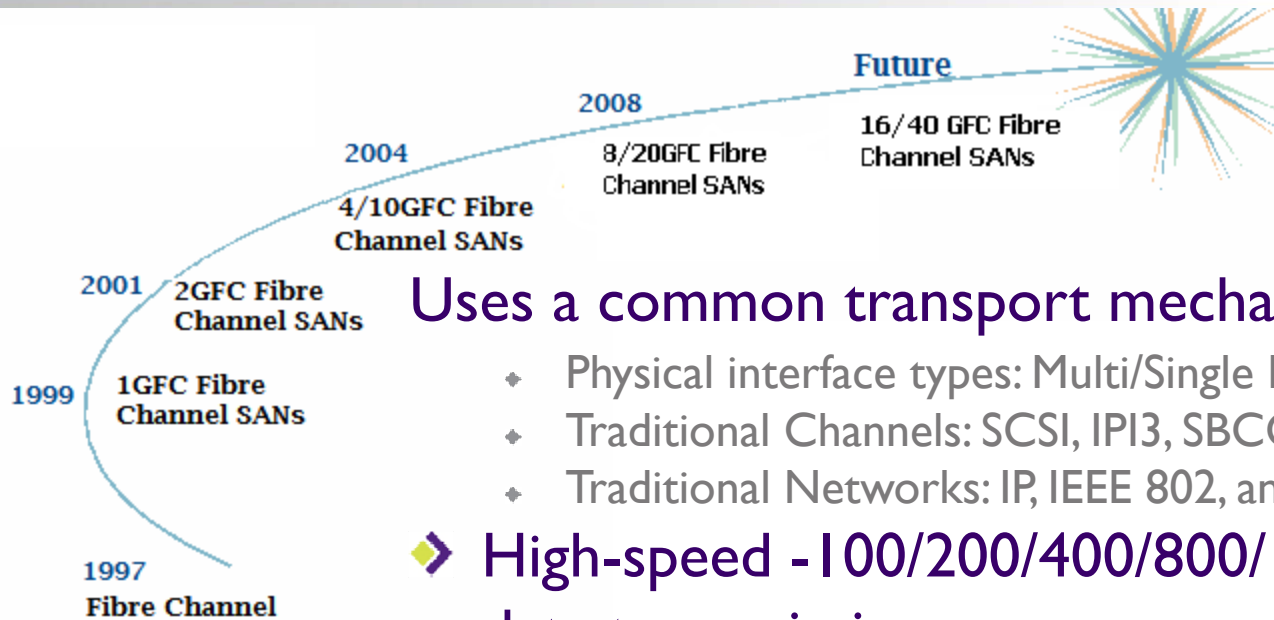 Future
2008
16/40 GFC Fibre
Channel SANs
2004
8/20GFC Fibre
Channel SANs
4/10GFC Fibre
Channel SANs
2001
2GFC Fibre
Channel SANs
Uses a common transport mecha
1999
1GFC Fibre
Channel SANs
Physical interface types: Multi/Single
Traditional Channels: SCSI, IPI3,
Traditional Networks: IP, IEEE 802,
High-speed -100/200/400/800/
1997
Fibre Channel